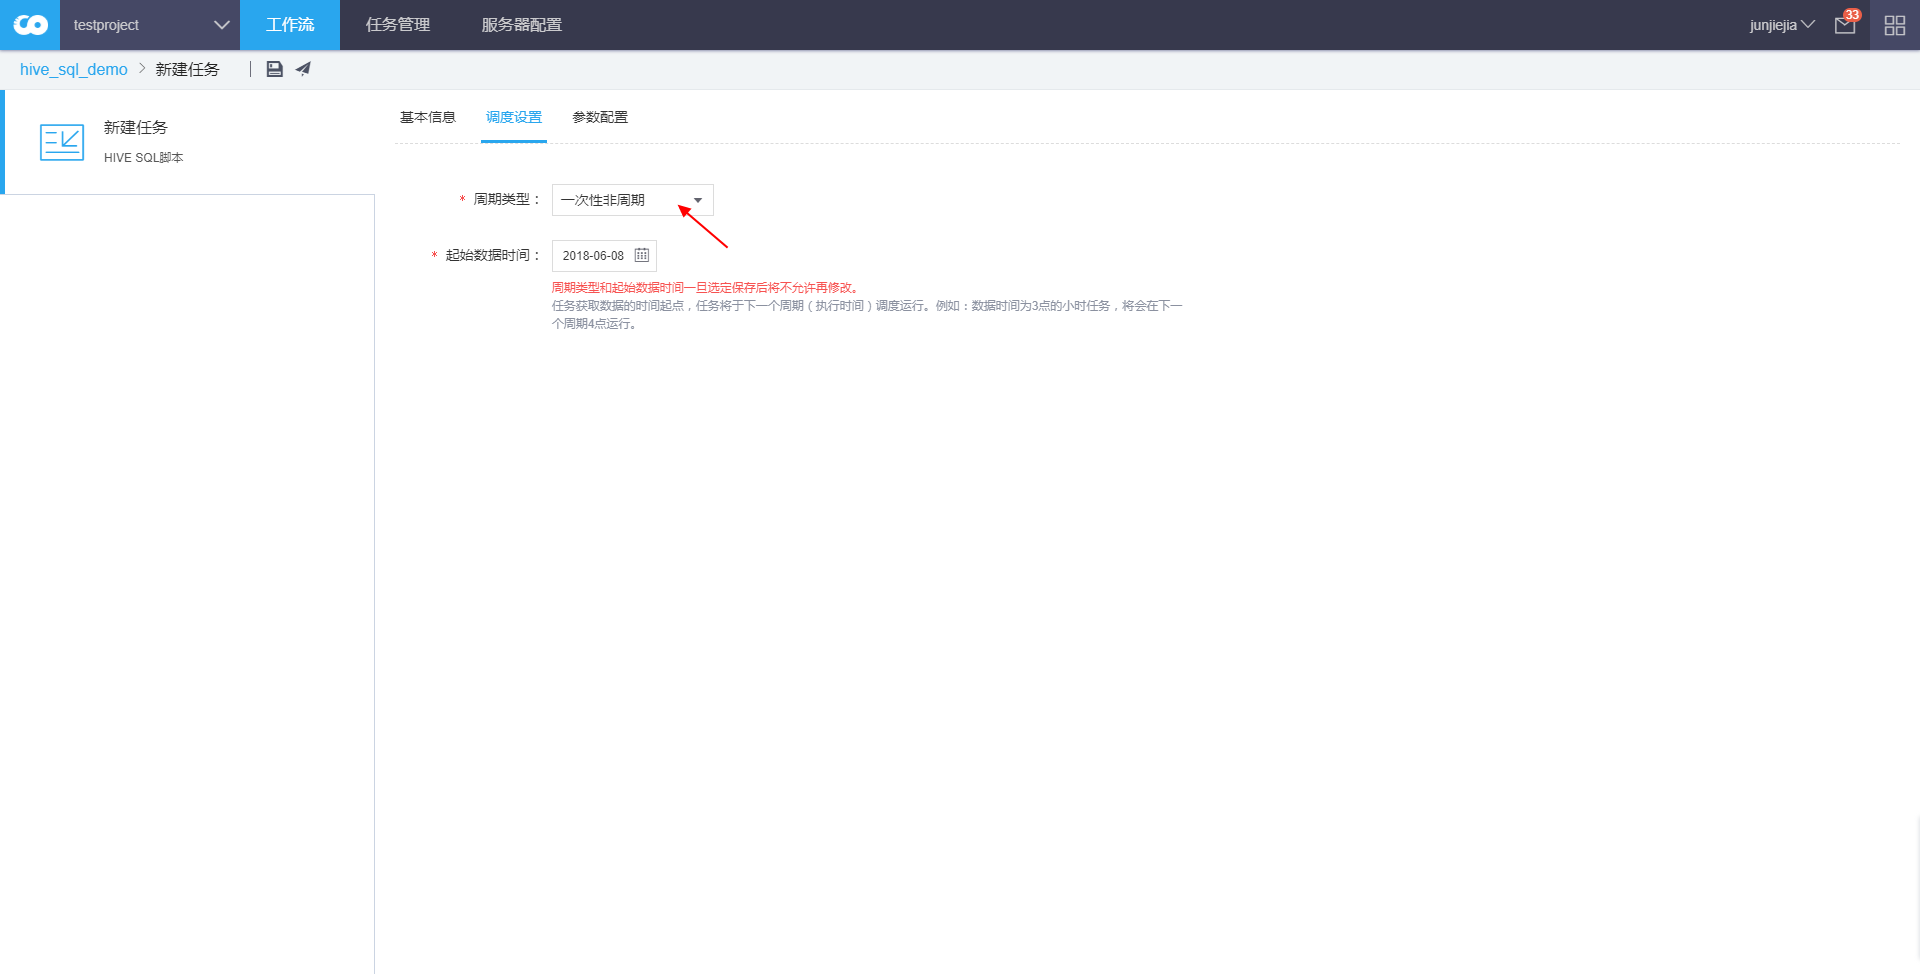 testproject
工作流
任务管理
服务器配置
junjiejia
33
hive_sql_demo > 新建任务
新建任务
HIVE SQL脚本
基本信息
调度设置
参数配置
* 周期类型：
一次性非周期
* 起始数据时间：
2018-06-08
周期类型和起始数据时间一旦选定保存后将不允许再修改。
任务获取数据的时间起点，任务将于下一个周期（执行时间）调度运行。例如：数据时间为3点的小时任务，将会在下一
个周期4点运行。